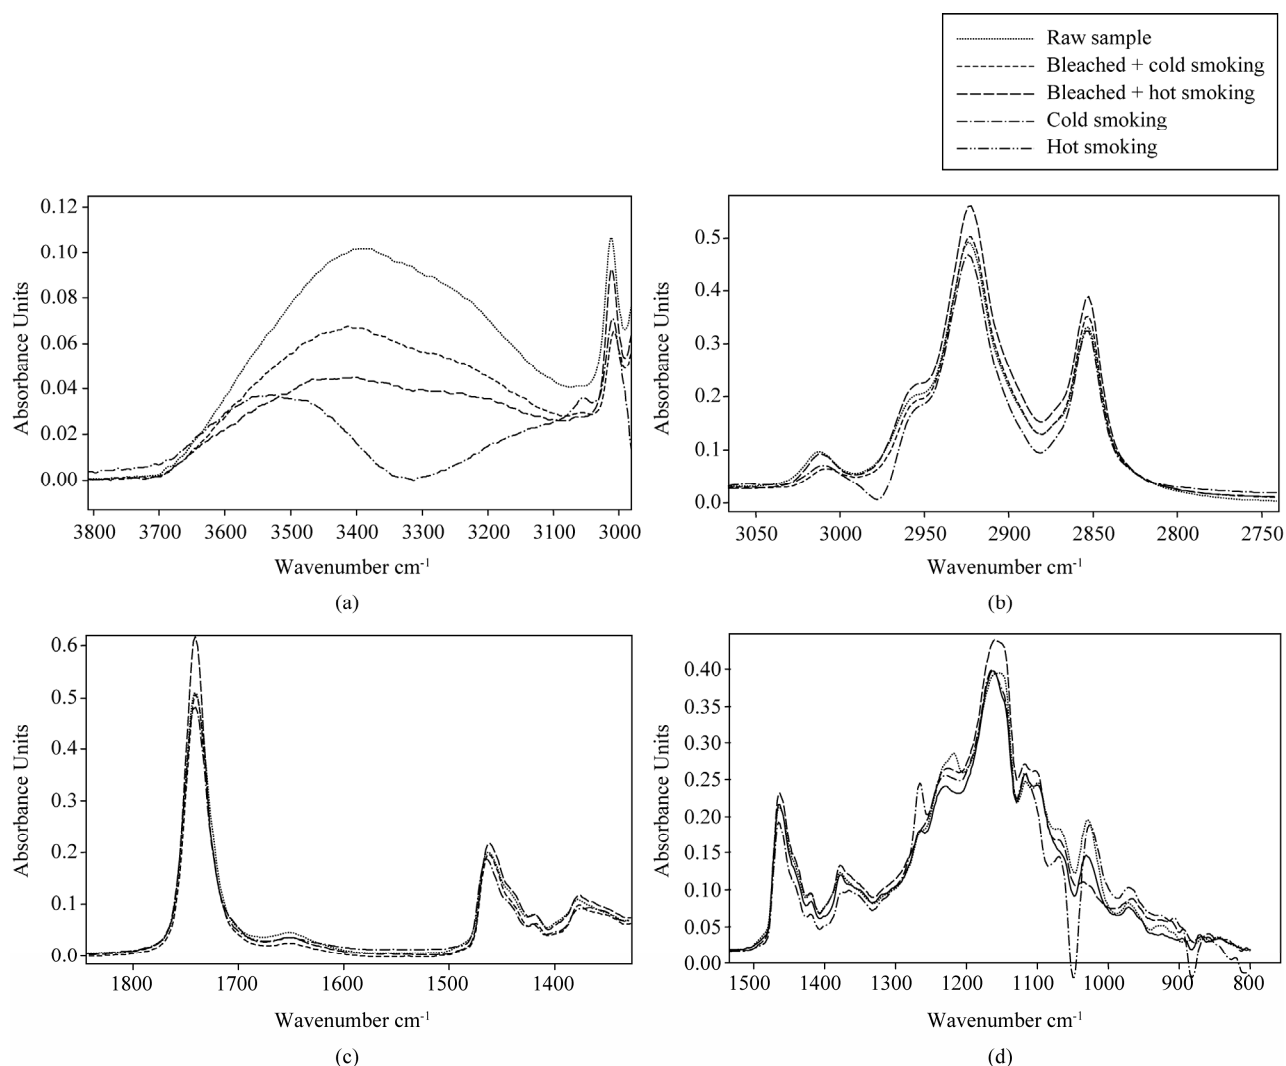 Raw sample
Bleached + cold smoking
Bleached + hot smoking
Cold smoking
Hot smoking
0.12
0.10
0.08
0.06
0.04
0.02
0.00
Absorbance Units
3800 3700 3600 3500 3400 3300 3200 3100 3000
Wavenumber cm-1
(a)
0.5
0.4
0.3
0.2
0.1
0.0
Absorbance Units
3050 3000 2950 2900 2850 2800 2750
Wavenumber cm-1
(b)
0.6
0.5
0.4
0.3
0.2
0.1
0.0
Absorbance Units
1800 1700 1600 1500 1400
Wavenumber cm-1
(c)
0.40
0.35
0.30
0.25
0.20
0.15
0.10
0.05
0.00
Absorbance Units
1500 1400 1300 1200 1100 1000 900 800
Wavenumber cm-1
(d)